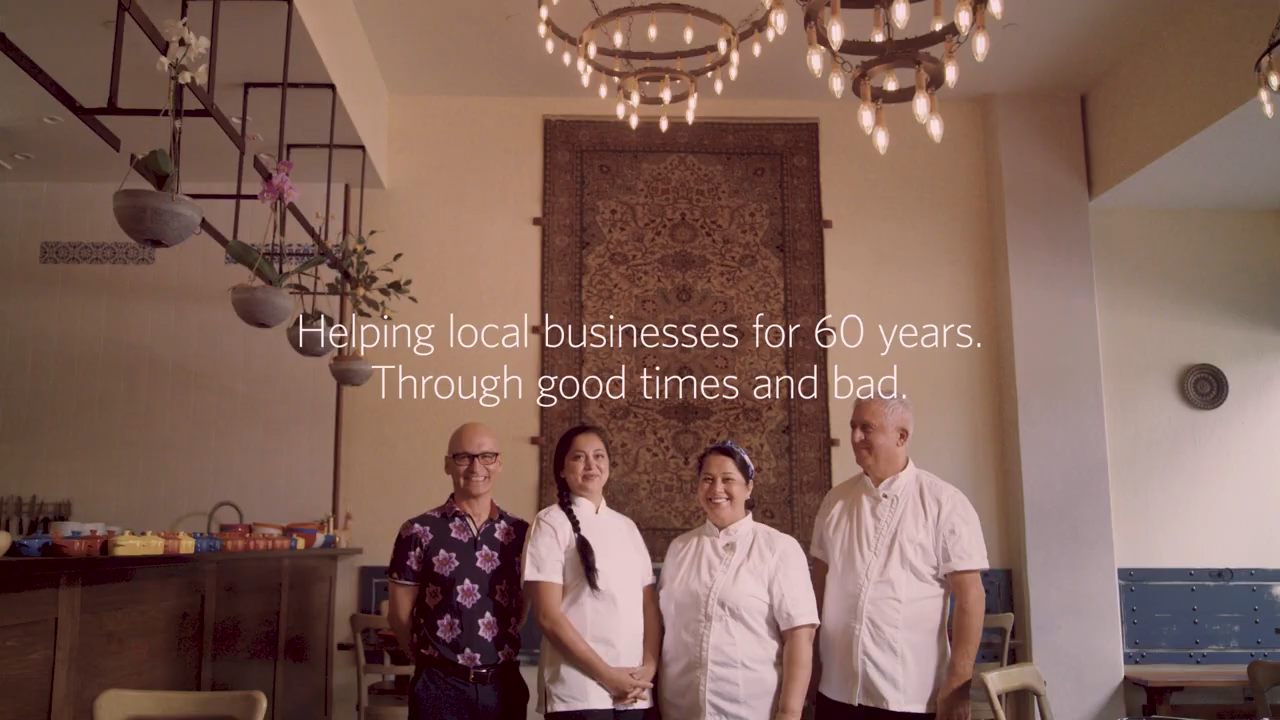 Helping local businesses for 60 years.
Through good times and bad.